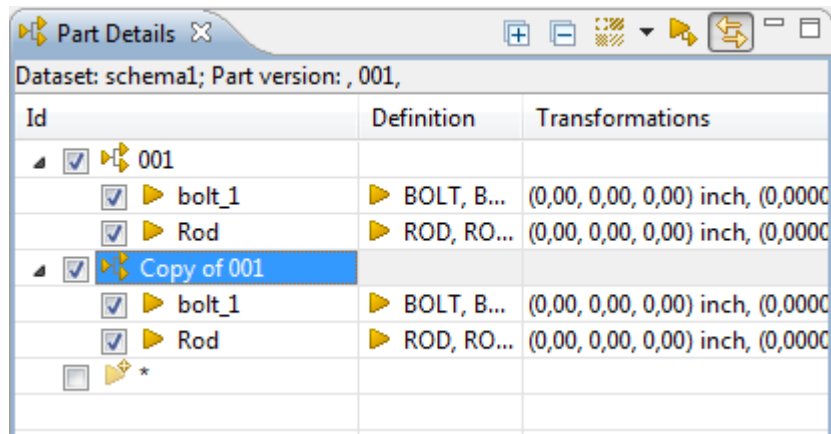 Part Details
Dataset: schema1; Part version: , 001,
Id Definition Transformations
001
bolt_1 BOLT, B... (0,00, 0,00, 0,00) inch, (0,0000
Rod ROD, RO... (0,00, 0,00, 0,00) inch, (0,0000
Copy of 001
bolt_1 BOLT, B... (0,00, 0,00, 0,00) inch, (0,0000
Rod ROD, RO... (0,00, 0,00, 0,00) inch, (0,0000
*